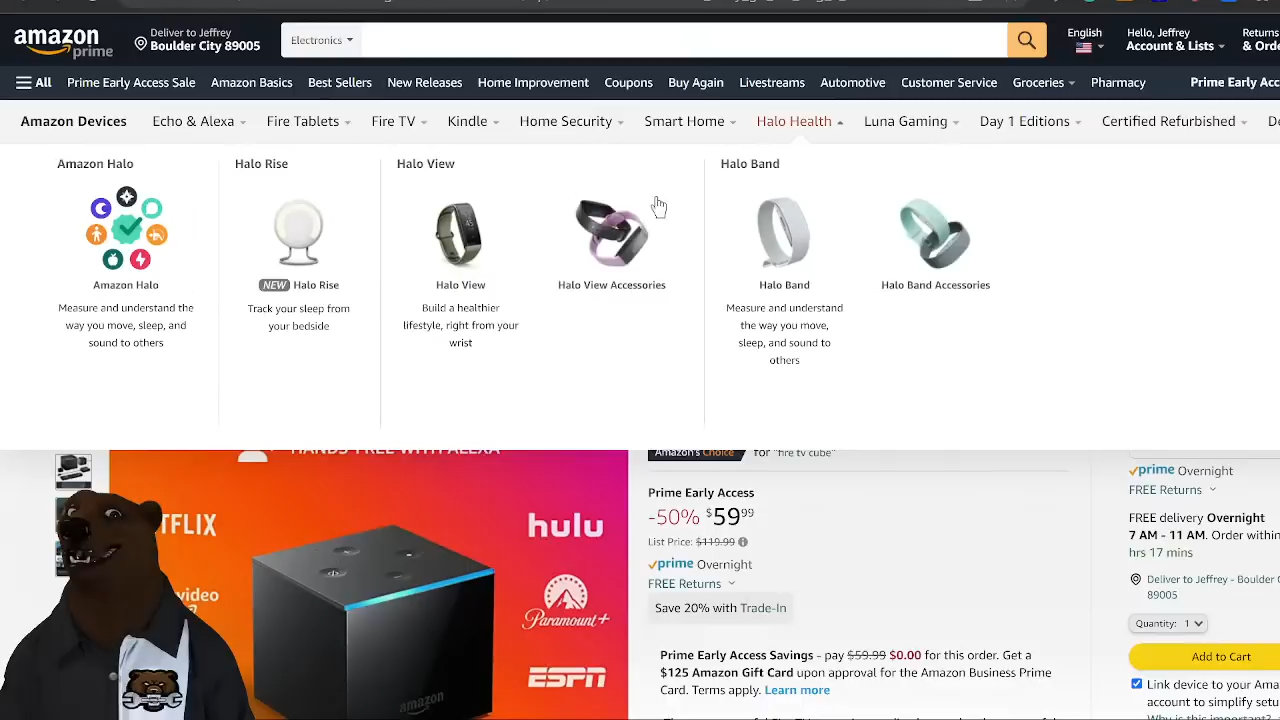 amazon
prime
Deliver to Jeffrey
Boulder City 89005
Electronics
English
Hello, Jeffrey
Account & Lists
Returns
All
Prime Early Access Sale
Amazon Basics
Best Sellers
New Releases
Home Improvement
Coupons
Buy Again
Livestreams
Automotive
Customer Service
Groceries
Pharmacy
Prime Early
Amazon Devices
Echo & Alexa
Fire Tablets
Fire TV
Kindle
Home Security
Smart Home
Halo Health
Luna Gaming
Day 1 Editions
Certified Refurbished
Amazon Halo
Halo Rise
Halo View
Halo Band
Amazon Halo
Measure and understand the
way you move, sleep, and
sound to others
NEW Halo Rise
Track your sleep from
your bedside
Halo View
Build a healthier
lifestyle, right from your
wrist
Halo View Accessories
Halo Band
Measure and understand
the way you move,
sleep, and sound to
others
Halo Band Accessories
HANDS-FREE WITH ALEXA
TFLIX
hulu
video
Paramount+
ESPN
amazon
Amazon's Choice for "fire tv cube"
Prime Early Access
-50% $59 99
List Price: $119.99
prime Overnight
FREE Returns
Save 20% with Trade-In
Prime Early Access Savings - pay $59.99 $0.00 for this order. Get a
$125 Amazon Gift Card upon approval for the Amazon Business Prime
Card. Terms apply. Learn more
prime Overnight
FREE Returns
FREE delivery Overnight
7 AM - 11 AM. Order within
hrs 17 mins
Deliver to Jeffrey - Boulder
89005
Quantity: 1
Add to Cart
Link device to your Ama
account to simplify setu